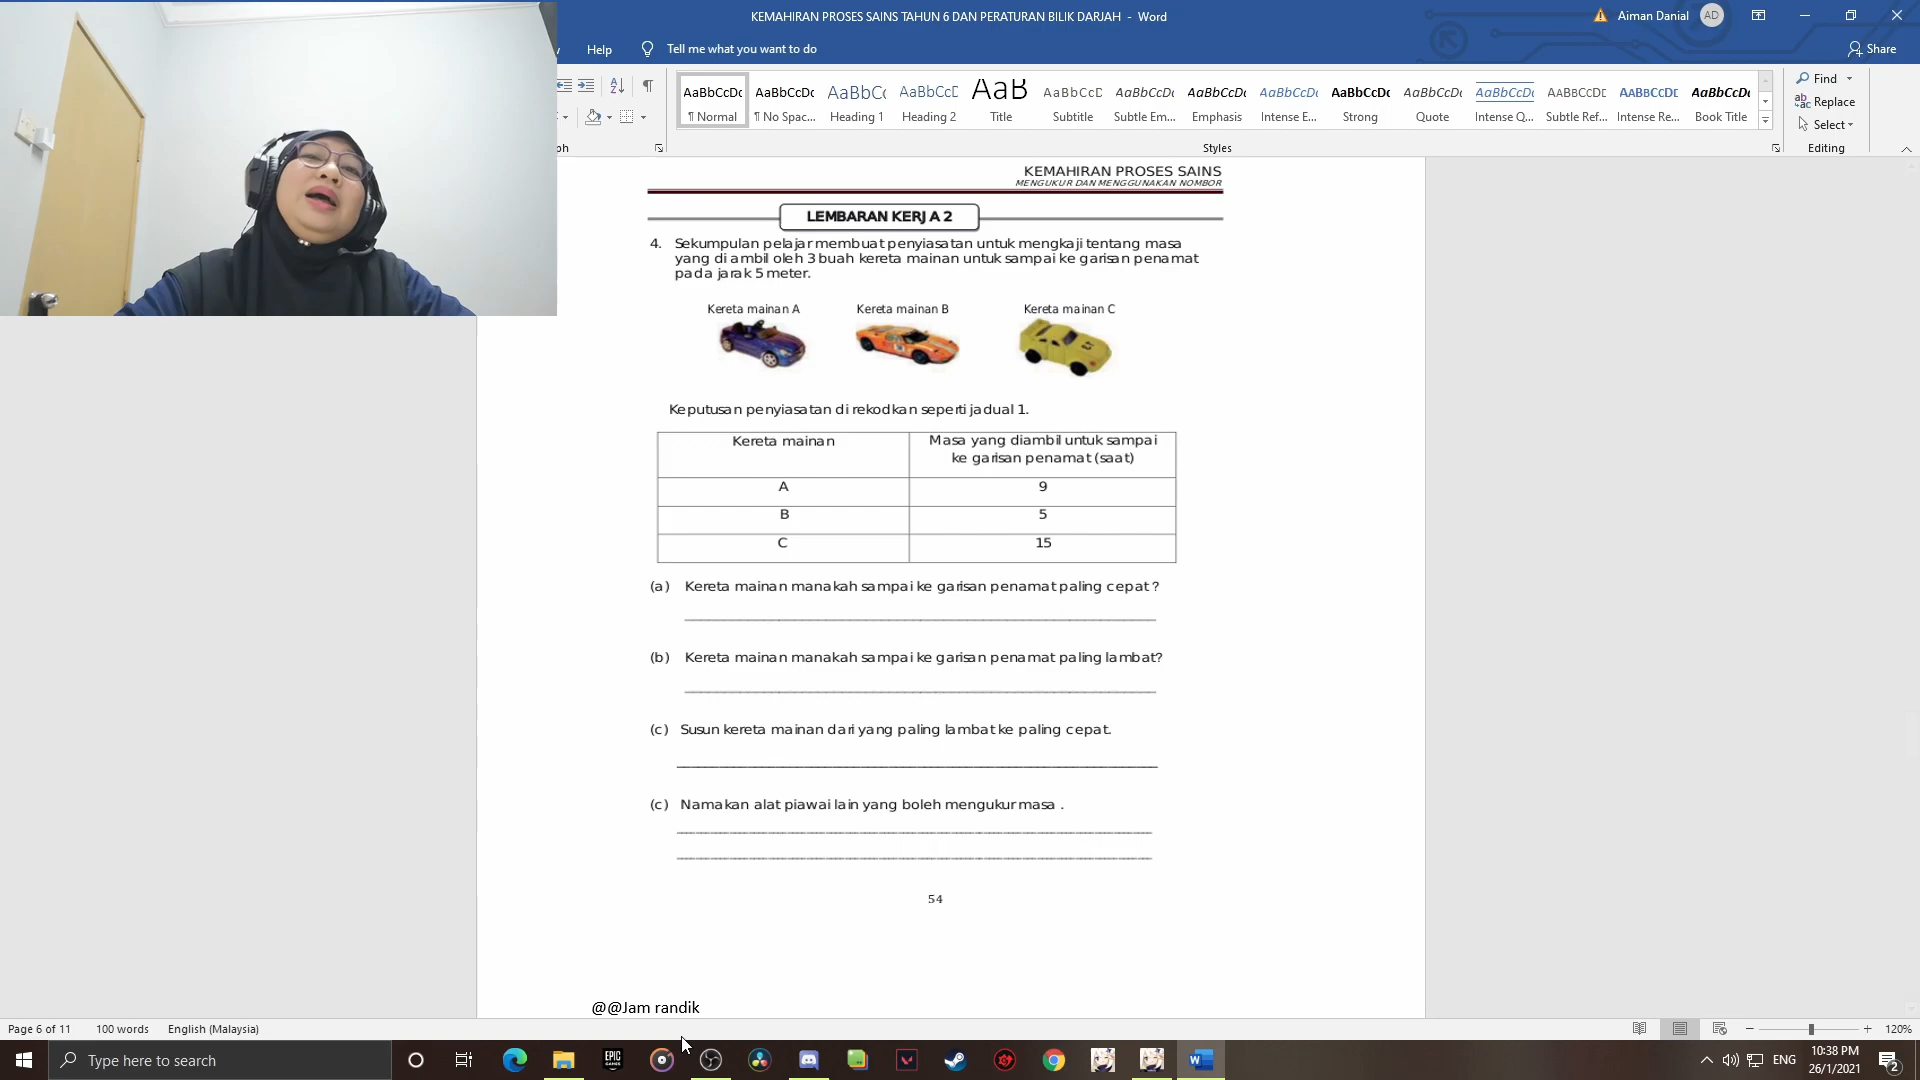 KEMAHIRAN PROSES SAINS TAHUN 6 DAN PERATURAN BILIK DARJAH - Word
Aiman Danial AD
Help Tell me what you want to do
Share
AaBbCcDc AaBbCcDc AaBbCc AaBbCcD AaB AaBbCcD AaBbCcDc AaBbCcDc AaBbCcDc AaBbCcDc AaBbCcDc AaBbCcDc AABBCCDE AABBCCDE AaBbCcDc
¶ Normal ¶ No Spac... Heading 1 Heading 2 Title Subtitle Subtle Em... Emphasis Intense E... Strong Quote Intense Q... Subtle Ref... Intense Re... Book Title
Find
Replace
Select
ph Styles Editing
KEMAHIRAN PROSES SAINS
MENGUKUR DAN MENGGUNAKAN NOMBOR
LEMBARAN KERJA 2
4. Sekumpulan pelajar membuat penyiasatan untuk mengkaji tentang masa
yang di ambil oleh 3 buah kereta mainan untuk sampai ke garisan penamat
pada jarak 5 meter.
Kereta mainan A Kereta mainan B Kereta mainan C
Keputusan penyiasatan di rekodkan seperti jadual 1.
Kereta mainan Masa yang diambil untuk sampai
ke garisan penamat (saat)
A 9
B 5
C 15
(a) Kereta mainan manakah sampai ke garisan penamat paling cepat ?
(b) Kereta mainan manakah sampai ke garisan penamat paling lambat?
(c) Susun kereta mainan dari yang paling lambat ke paling cepat.
(c) Namakan alat piawai lain yang boleh mengukur masa .
54
@@Jam randik
Page 6 of 11 100 words English (Malaysia) 120%
Type here to search
EPIC GAMES
ENG
10:38 PM
26/1/2021
2